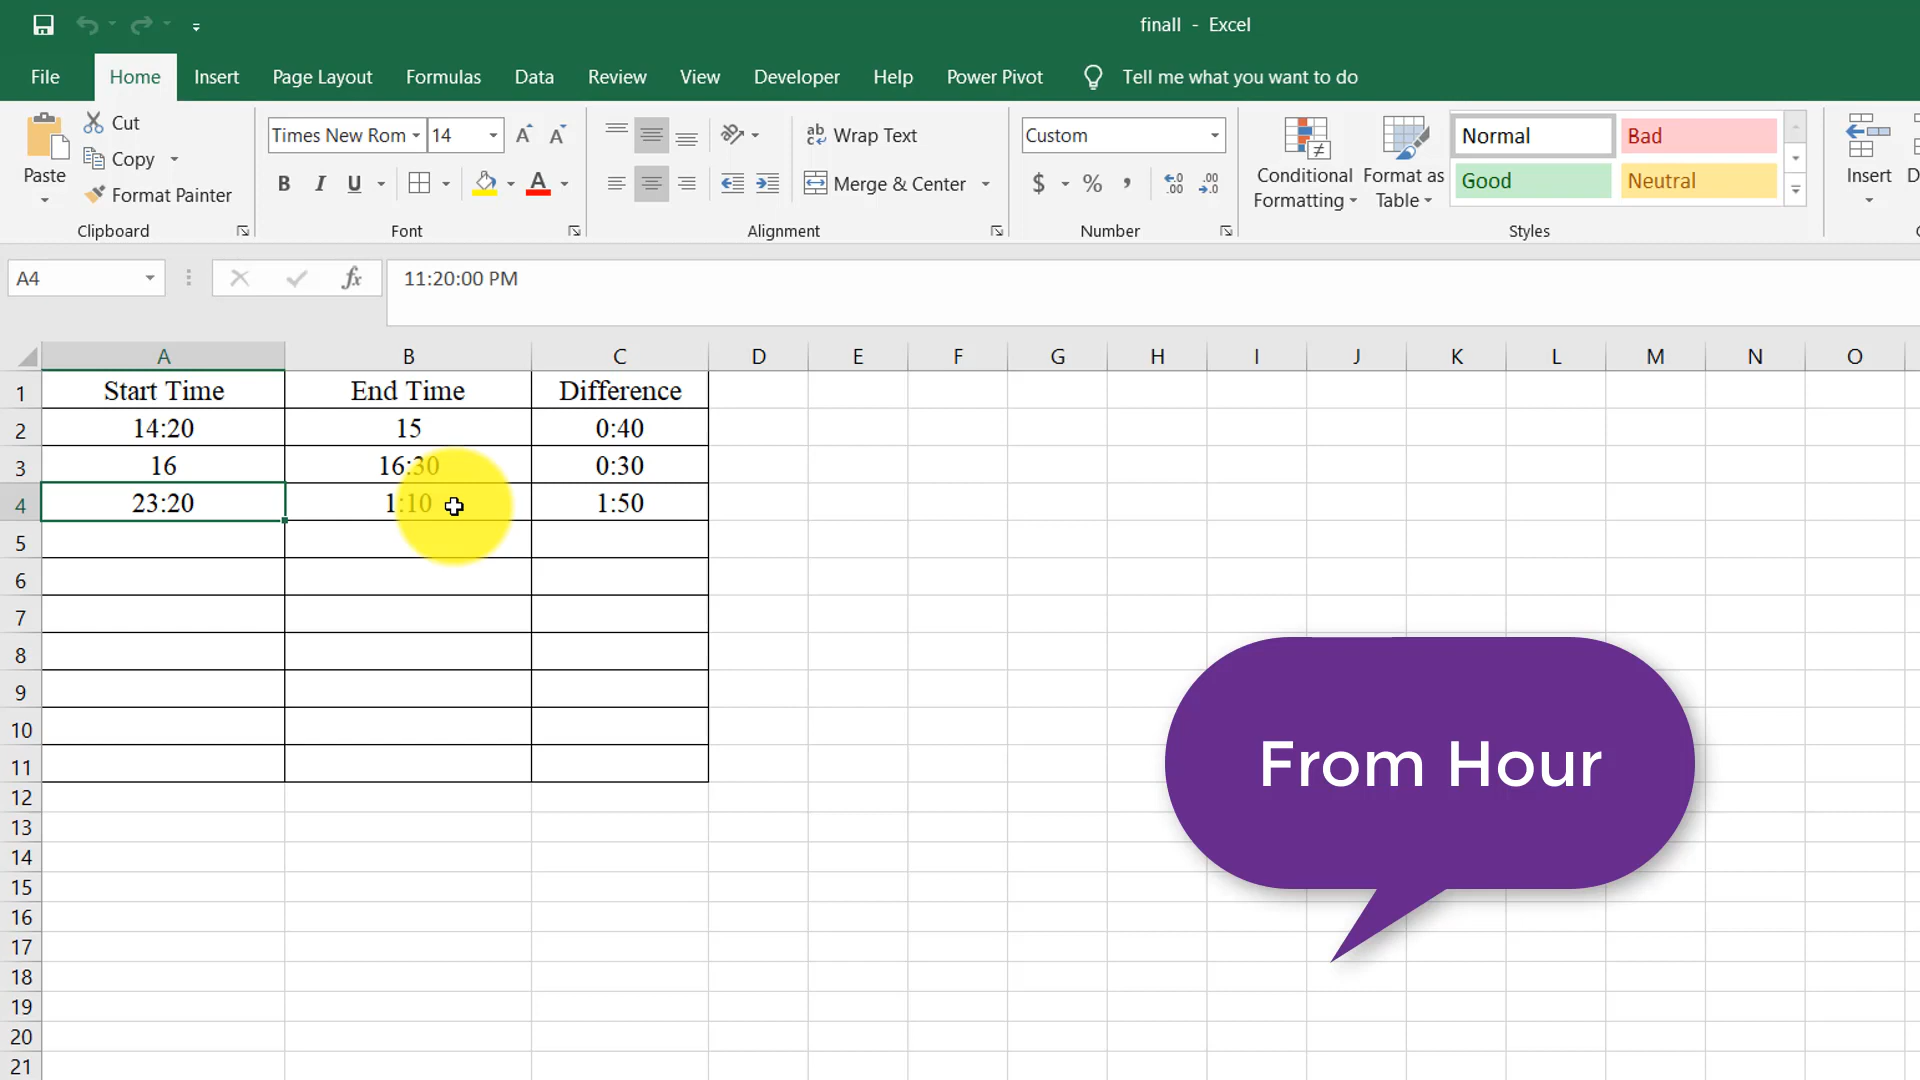 finall - Excel
File Home Insert Page Layout Formulas Data Review View Developer Help Power Pivot Tell me what you want to do
Paste
Cut
Copy
Format Painter
Clipboard
Times New Rom 14
B I U
Font
ab Wrap Text
Merge & Center
Alignment
Custom
$ % ,
Number
Conditional Formatting
Format as Table
Normal Bad
Good Neutral
Styles
Insert
A4 fx 11:20:00 PM
A B C D E F G H I J K L M N O
1 Start Time End Time Difference
2 14:20 15 0:40
3 16 16:30 0:30
4 23:20 1:10 1:50
5
6
7
8
9
10
11
12
13
14
15
16
17
18
19
20
21
From Hour